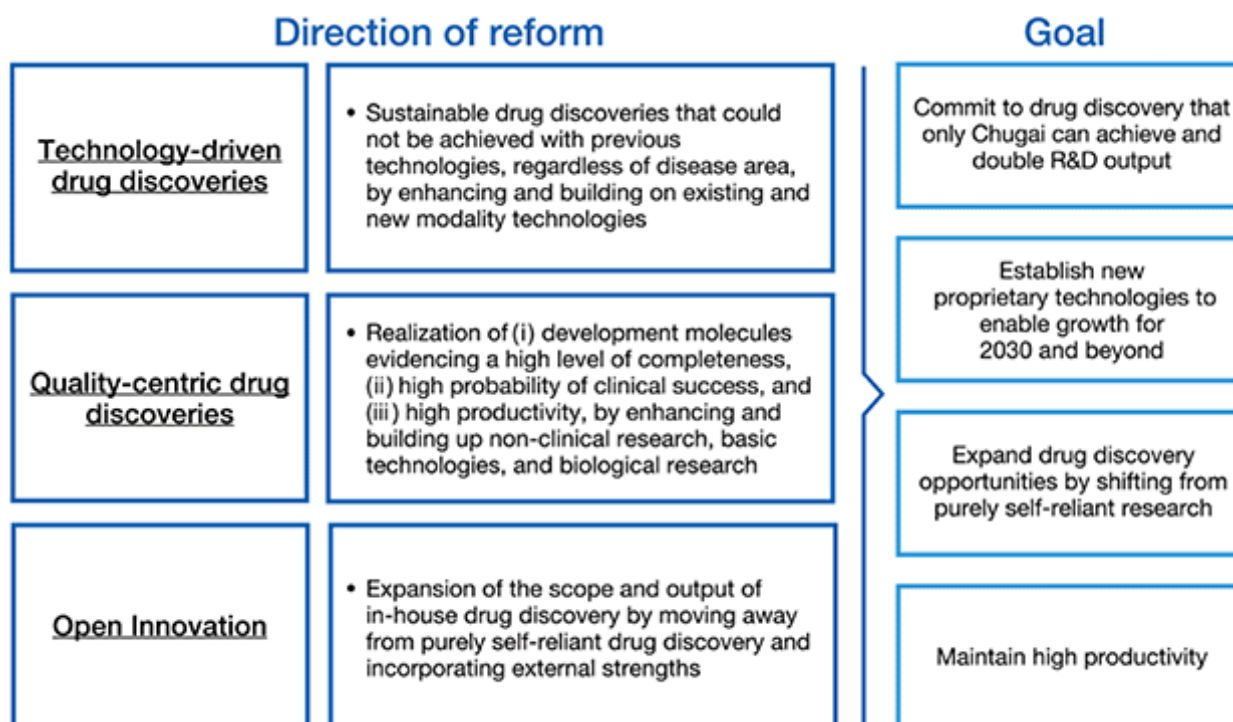 Direction of reform
Goal
Technology-driven
drug discoveries
• Sustainable drug discoveries that could
not be achieved with previous
technologies, regardless of disease area,
by enhancing and building on existing and
new modality technologies
Quality-centric drug
discoveries
• Realization of (i) development molecules
evidencing a high level of completeness,
(ii) high probability of clinical success, and
(iii) high productivity, by enhancing and
building up non-clinical research, basic
technologies, and biological research
Open Innovation
• Expansion of the scope and output of
in-house drug discovery by moving away
from purely self-reliant drug discovery and
incorporating external strengths
Commit to drug discovery that
only Chugai can achieve and
double R&D output
Establish new
proprietary technologies to
enable growth for
2030 and beyond
Expand drug discovery
opportunities by shifting from
purely self-reliant research
Maintain high productivity